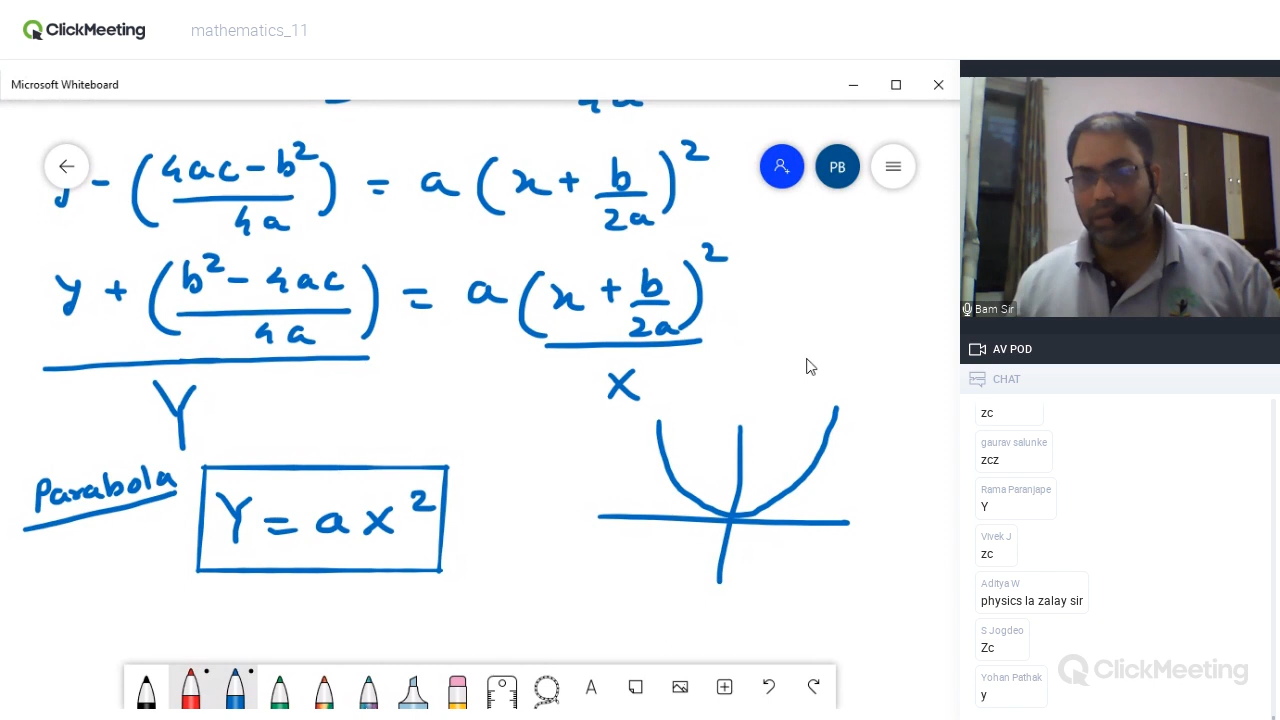 ClickMeeting mathematics_11
Microsoft Whiteboard
4a
y - (4ac - b² / 4a) = a (x + b/2a)²
PB
y + (b² - 4ac / 4a) = a (x + b/2a)²
Y X
Parabola Y = a X²
A
Bam Sir
AV POD
CHAT
zc
gaurav salunke
zcz
Rama Paranjape
Y
Vivek J
zc
Aditya W
physics la zalay sir
S Jogdeo
Zc
Yohan Pathak
y
ClickMeeting